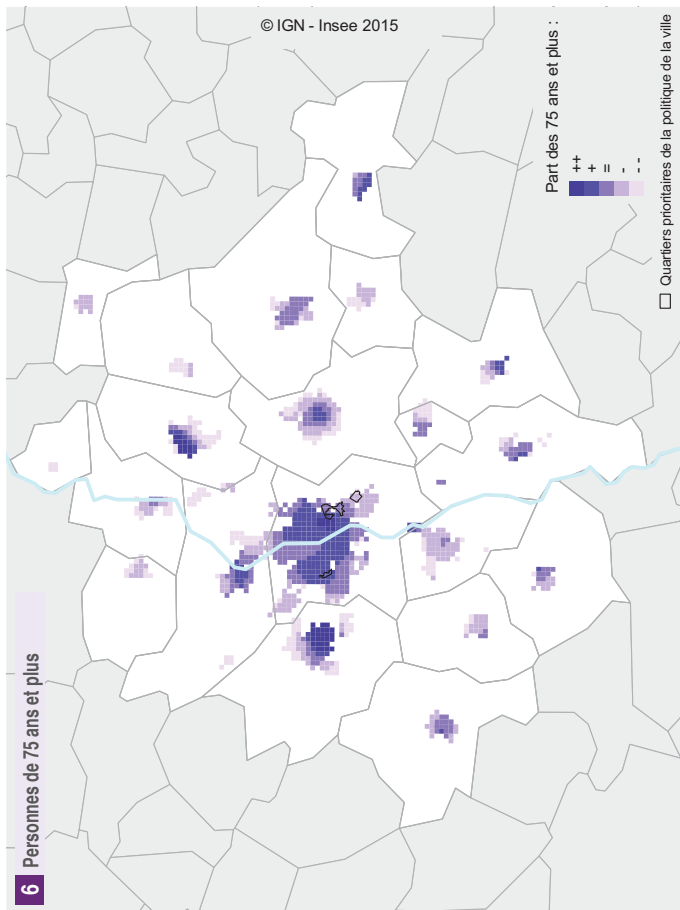 6 Personnes de 75 ans et plus
© IGN - Insee 2015
Part des 75 ans et plus :
++
+
=
-
- -
Quartiers prioritaires de la politique de la ville